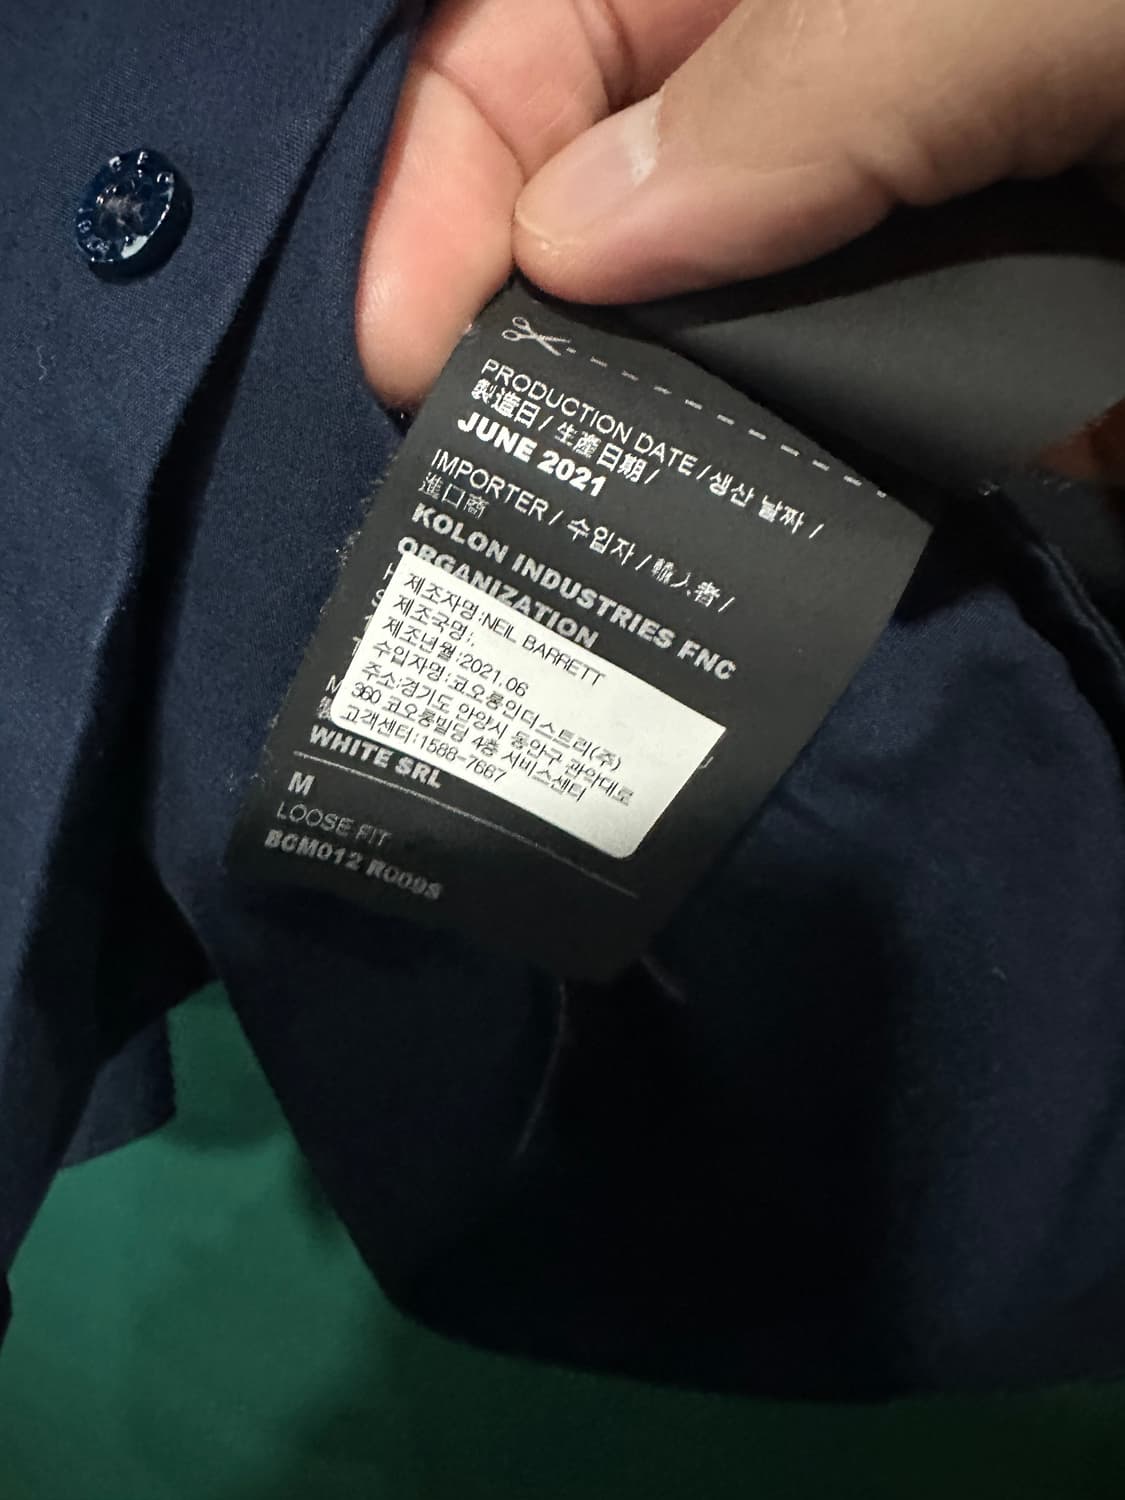 PRODUCTION DATE / 생산 날짜 /
製造日 / 生產日期 /
JUNE 2021
IMPORTER / 수입자 / 輸入者 /
進口商
KOLON INDUSTRIES FNC
ORGANIZATION
제조자명:NEIL BARRETT
제조국명:
제조년월:2021.06
수입자명:코오롱인더스트리(주)
주소:경기도 안양시 동안구 관악대로
360 코오롱빌딩 4층 서비스센터
고객센터:1588-7667
WHITE SRL
M
LOOSE FIT
BCM012 R009S